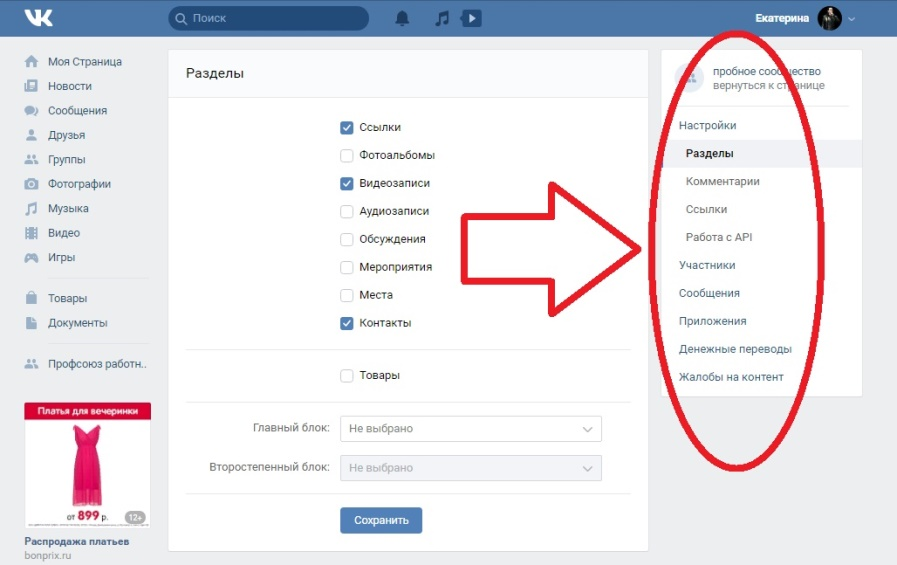 VK
Поиск
Екатерина
Моя Страница
Новости
Сообщения
Друзья
Группы
Фотографии
Музыка
Видео
Игры
Товары
Документы
Профсоюз работн..
Платья для вечеринки
от 899 р.
12+
Распродажа платьев
bonprix.ru
Разделы
Ссылки
Фотоальбомы
Видеозаписи
Аудиозаписи
Обсуждения
Мероприятия
Места
Контакты
Товары
Главный блок: Не выбрано
Второстепенный блок: Не выбрано
Сохранить
пробное сообщество
вернуться к странице
Настройки
Разделы
Комментарии
Ссылки
Работа с API
Участники
Сообщения
Приложения
Денежные переводы
Жалобы на контент